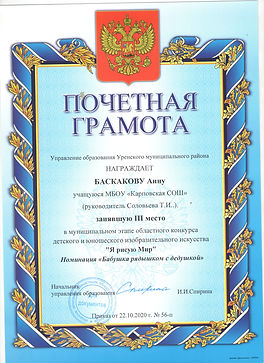 ПОЧЕТНАЯ
ГРАМОТА
Управление образования Уренского муниципального района
НАГРАЖДАЕТ
БАСКАКОВУ Анну
учащуюся МБОУ «Карповская СОШ»
(руководитель Соловьева Т.И..).
занявшую III место
в муниципальном этапе областного конкурса
детского и юношеского изобразительного искусства
"Я рисую Мир"
Номинация «Бабушка рядышком с дедушкой»
Начальник
управления образования
И.И.Спирина
документов
Приказ от 22.10.2020 г. № 56-п